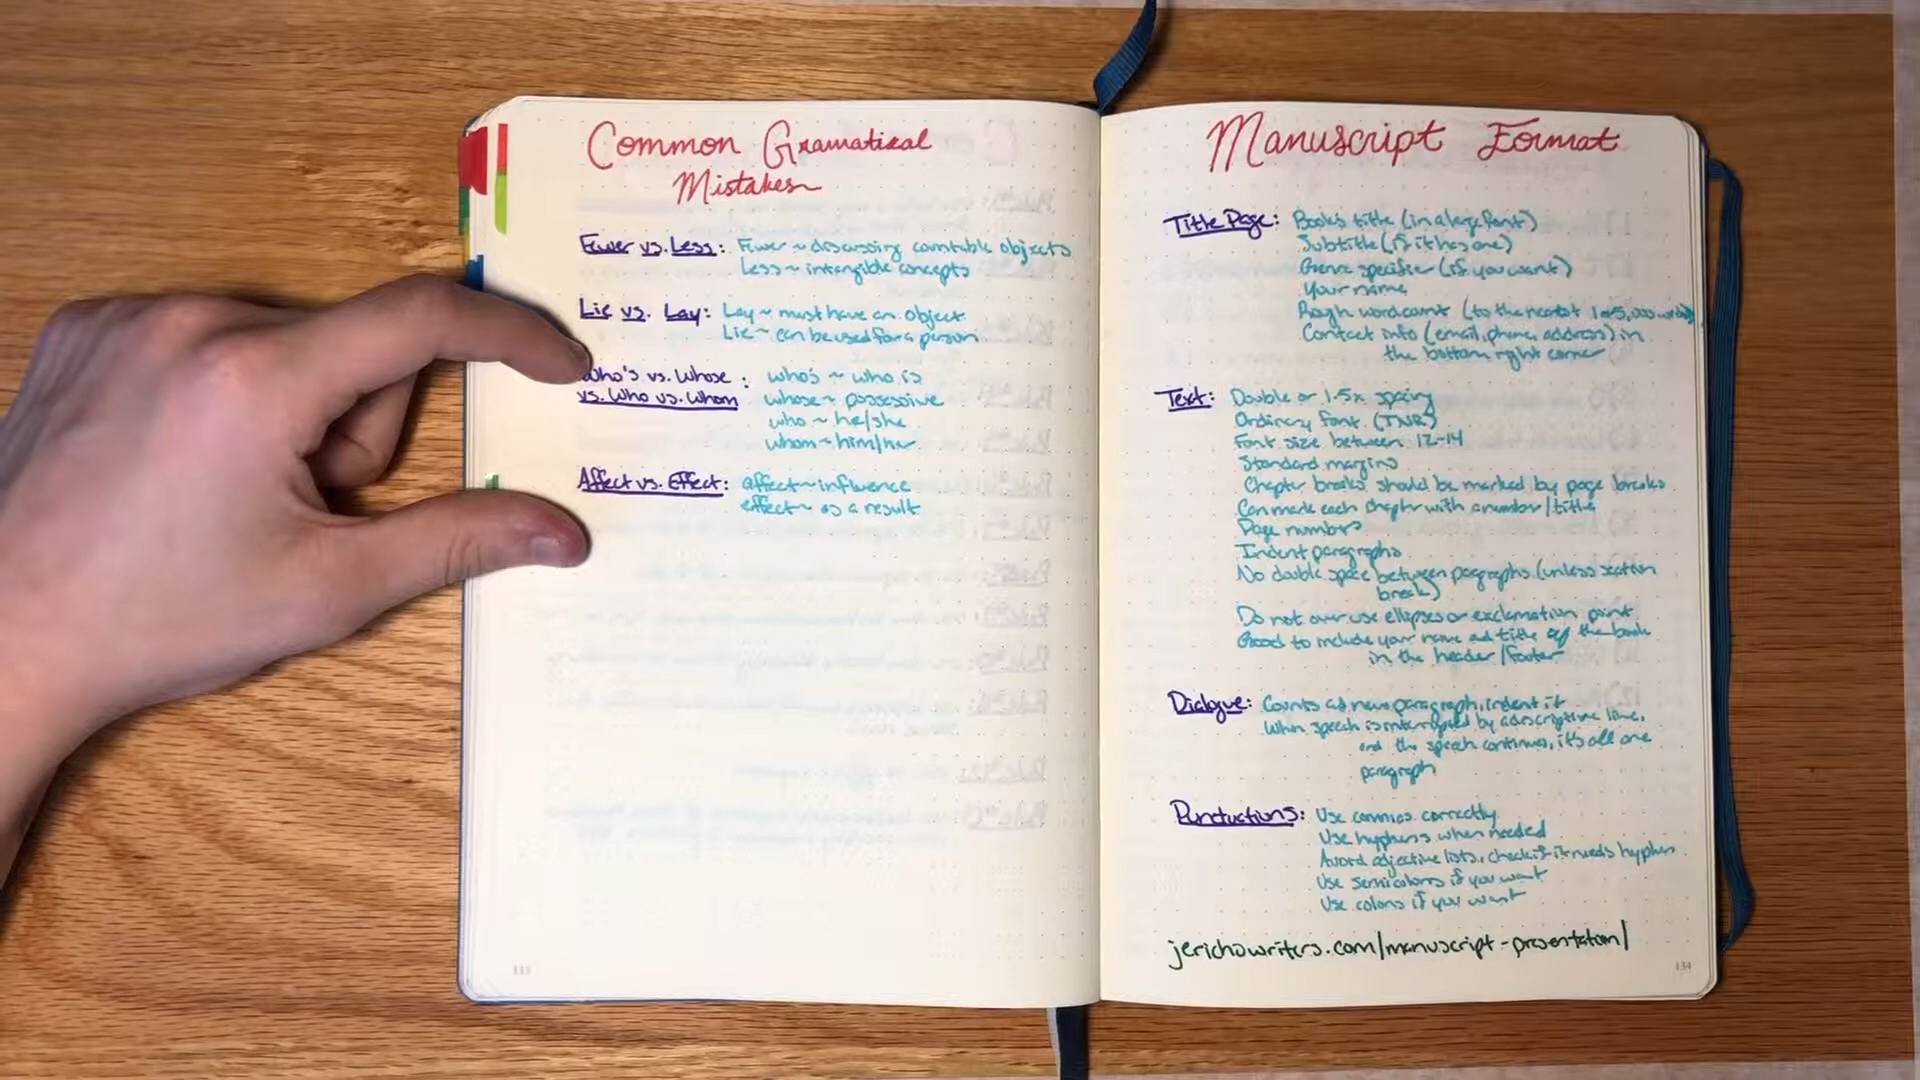 Common Gramatical
Mistakes
Fewer vs. Less: Fewer ~ discussing countable objects
Less ~ intangible concepts
Lie vs. Lay: Lay ~ must have an object
Lie ~ can be used for a person
Who's vs. Whose
vs. Who vs. Whom:
who's ~ who is
whose ~ possessive
who ~ he/she
whom ~ him/her
Affect vs. Effect: affect ~ influence
effect ~ as a result
133
Manuscript Format
Title Page: Books title (in a large font)
Subtitle (if it has one)
Genre specifier (if you want)
Your name
Rough wordcount (to the nearest 1 or 5,000 words)
Contact info (email, phone, address) in
the bottom right corner
Text: Double or 1.5x spacing
Ordinary font (TNR)
Font size between 12-14
Standard margins
Chapter breaks should be marked by page breaks
Can mark each chapter with a number/title
Page numbers
Indent paragraphs
No double space between paragraphs (unless section
break)
Do not over use ellipses or exclamation point
Good to include your name and title of the book
in the header/footer
Dialogue: Counts as new paragraph, indent it
When speech is interrupted by a descriptive line,
and the speech continues, it's all one
paragraph
Punctuations: Use commas correctly
Use hyphens when needed
Avoid adjective lists, check if it needs hyphen
Use semicolons if you want
Use colons if you want
jerichowriters.com/manuscript-presentation/
134